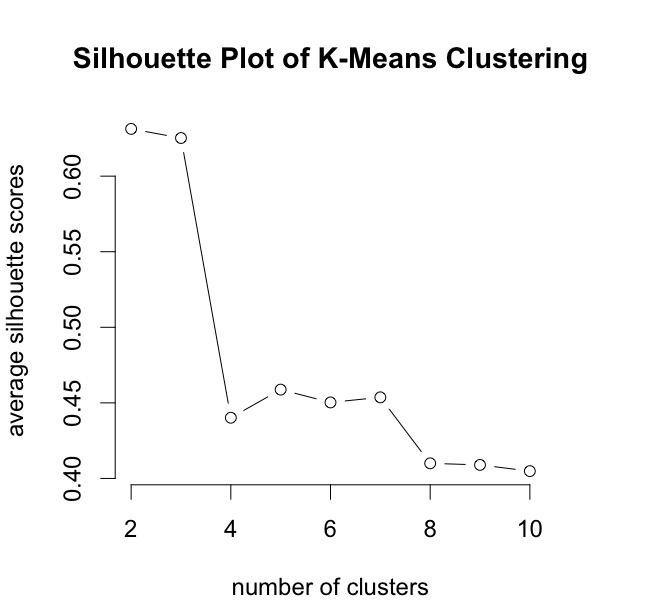 Silhouette Plot of K-Means Clustering
average silhouette scores
0.60
0.55
0.50
0.45
0.40
2 4 6 8 10
number of clusters